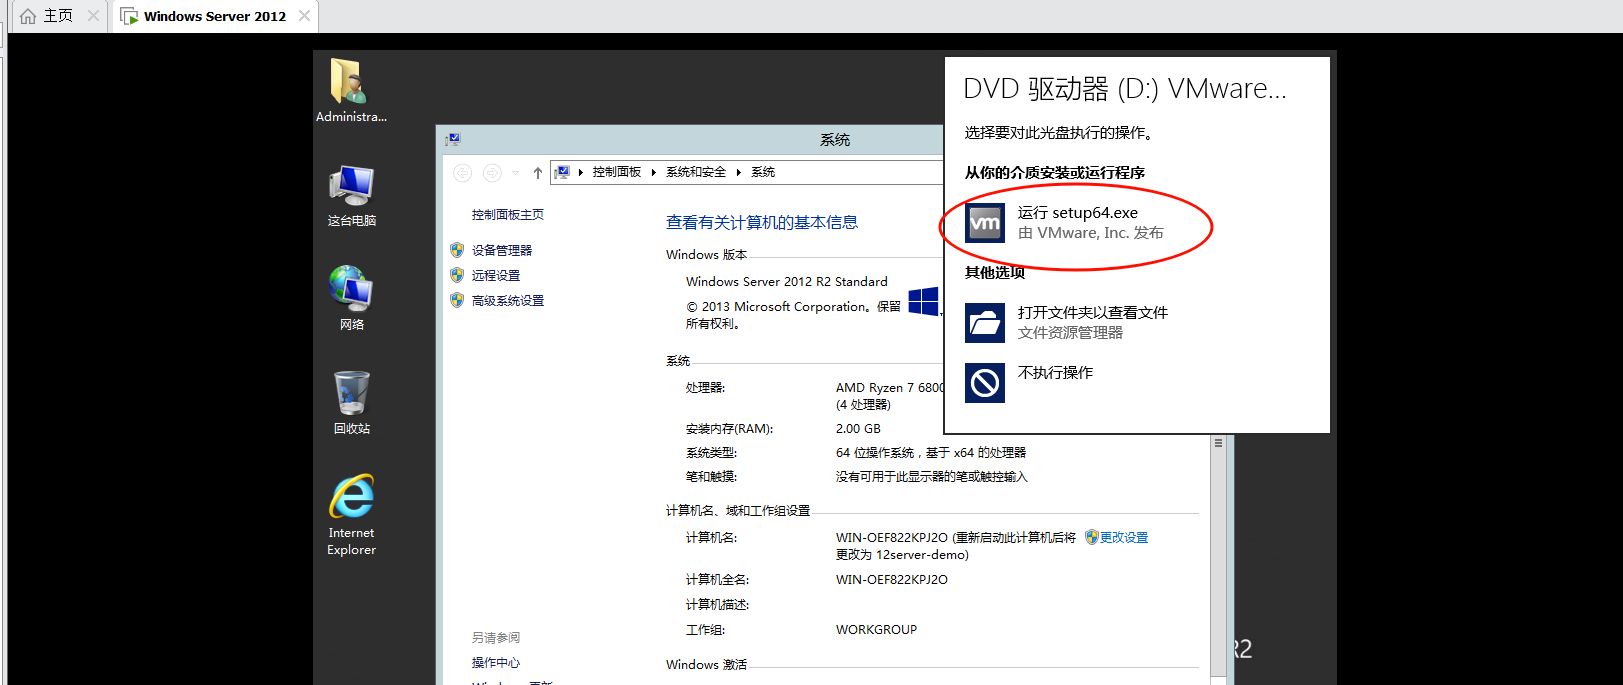 主页
Windows Server 2012
Administra...
这台电脑
网络
回收站
Internet
Explorer
系统
控制面板
系统和安全
系统
控制面板主页
设备管理器
远程设置
高级系统设置
另请参阅
操作中心
查看有关计算机的基本信息
Windows 版本
Windows Server 2012 R2 Standard
© 2013 Microsoft Corporation。保留
所有权利。
系统
处理器:
AMD Ryzen 7 6800
(4 处理器)
安装内存(RAM):
2.00 GB
系统类型:
64 位操作系统，基于 x64 的处理器
笔和触摸:
没有可用于此显示器的笔或触控输入
计算机名、域和工作组设置
计算机名:
WIN-OEF822KPJ2O (重新启动此计算机后将
更改为 12server-demo)
更改设置
计算机全名:
WIN-OEF822KPJ2O
计算机描述:
工作组:
WORKGROUP
Windows 激活
DVD 驱动器 (D:) VMware...
选择要对此光盘执行的操作。
从你的介质安装或运行程序
vm
运行 setup64.exe
由 VMware, Inc. 发布
其他选项
打开文件夹以查看文件
文件资源管理器
不执行操作
R2